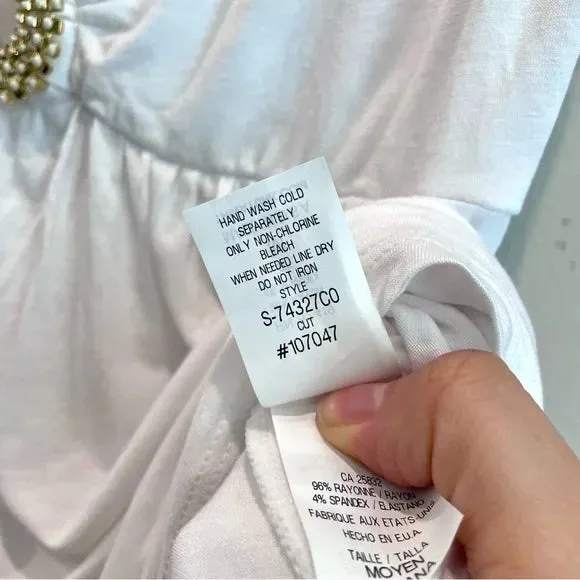 HAND WASH COLD
SEPARATELY
ONLY NON-CHLORINE
BLEACH
WHEN NEEDED LINE DRY
DO NOT IRON
STYLE
S-74327C0
CUT
#107047
CA 25832
96% RAYONNE / RAYON
4% SPANDEX / ELASTANO
FABRIQUE AUX ETATS-UNIS
HECHO EN E.U.A
TAILLE / TALLA
MOYEN